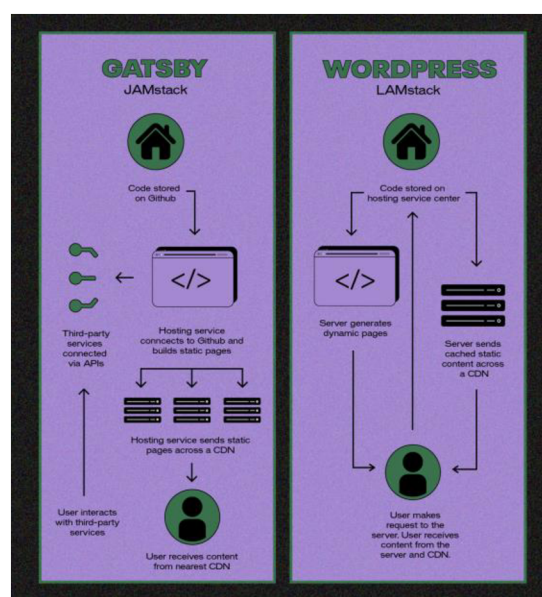 GATSBY
JAMstack
Code stored
on Github
</>
Third-party
services
connected
via APIs
Hosting service
conncects to Github and
builds static pages
Hosting service sends static
pages across a CDN
User interacts
with third-party
services
User receives content
from nearest CDN
WORDPRESS
LAMstack
Code stored on
hosting service center
</>
Server generates
dynamic pages
Server sends
cached static
content across
a CDN
User makes
request to the
server. User receives
content from the
server and CDN.